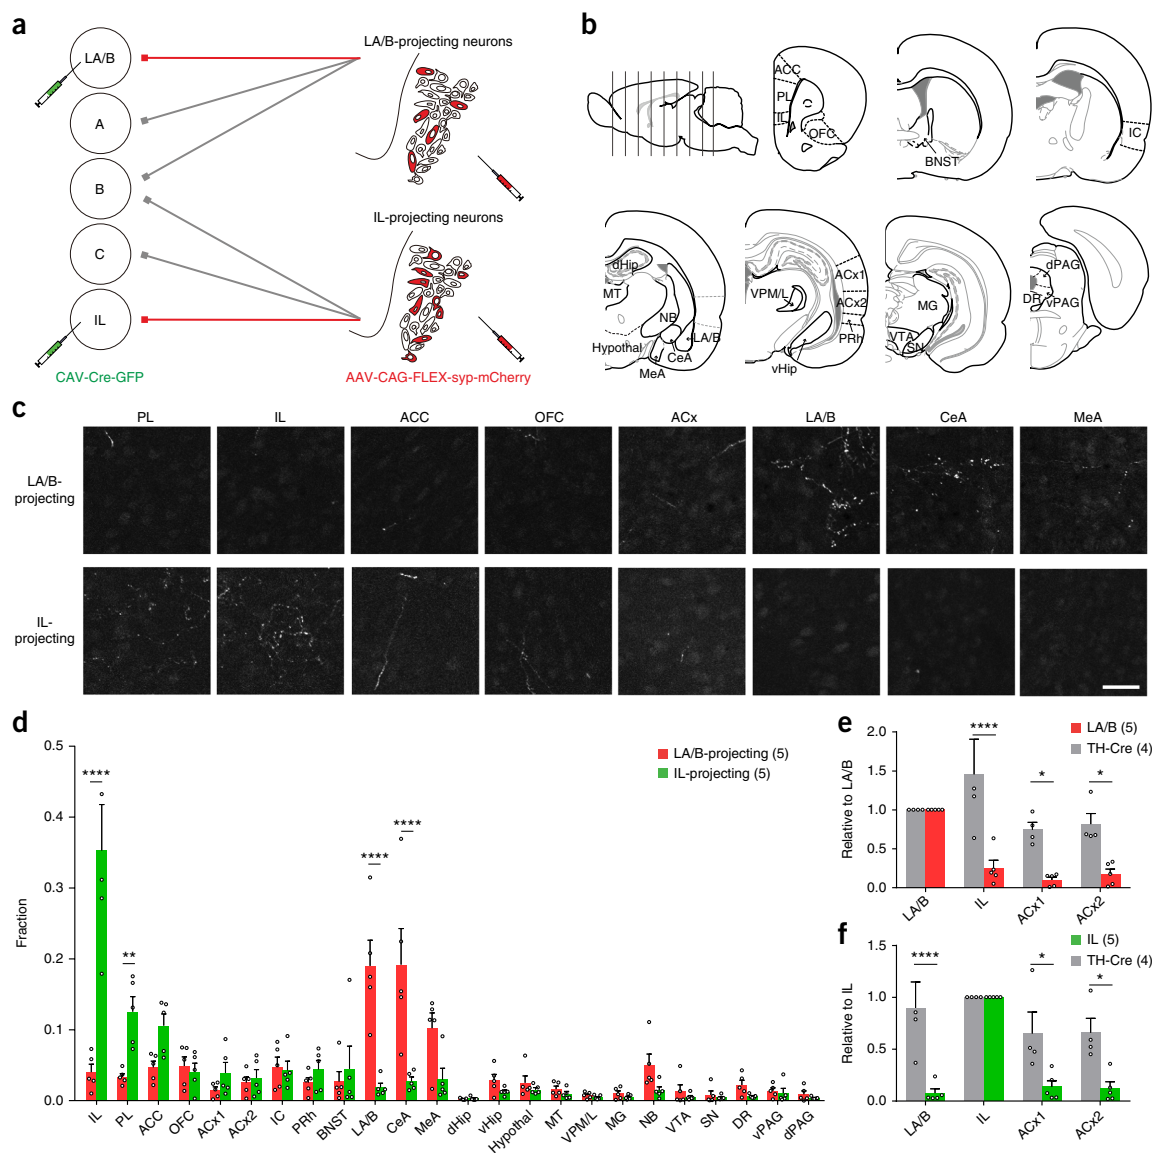 a
LA/B
A
B
C
IL
CAV-Cre-GFP
LA/B-projecting neurons
IL-projecting neurons
AAV-CAG-FLEX-syp-mCherry
b
ACC
PL
IL
OFC
BNST
IC
dHip
MT
NB
Hypothal
LA/B
CeA
MeA
ACx1
VPM/L
ACx2
PRh
vHip
MG
VTA
SN
dPAG
DR
vPAG
c
PL IL ACC OFC ACx LA/B CeA MeA
LA/B-
projecting
IL-
projecting
d
Fraction
0.5
0.4
0.3
0.2
0.1
0.0
LA/B-projecting (5)
IL-projecting (5)
****
**
****
****
IL PL ACC OFC ACx1 ACx2 IC PRh BNST LA/B CeA MeA dHip vHip Hypothal MT VPM/L MG NB VTA SN DR vPAG dPAG
e
Relative to LA/B
2.0
1.5
1.0
0.5
0.0
LA/B (5)
TH-Cre (4)
****
*
*
LA/B IL ACx1 ACx2
f
Relative to IL
1.5
1.0
0.5
0.0
IL (5)
TH-Cre (4)
****
*
*
LA/B IL ACx1 ACx2